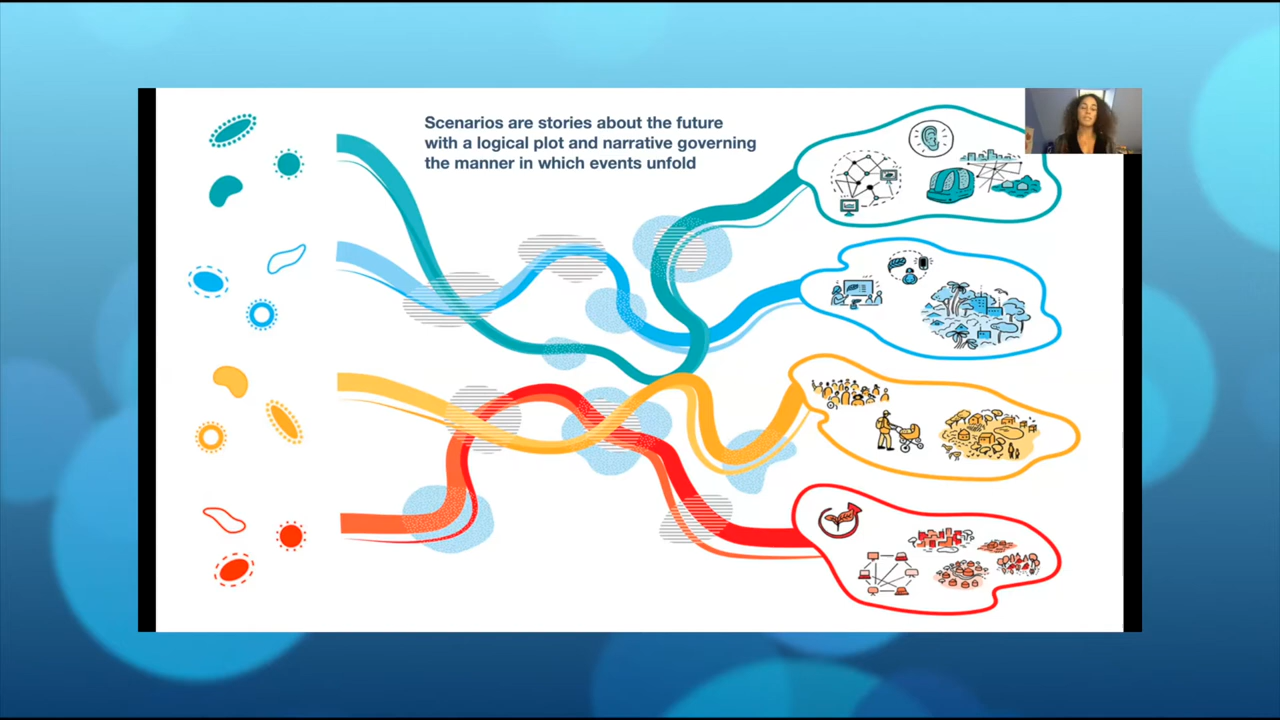 Scenarios are stories about the future
with a logical plot and narrative governing
the manner in which events unfold